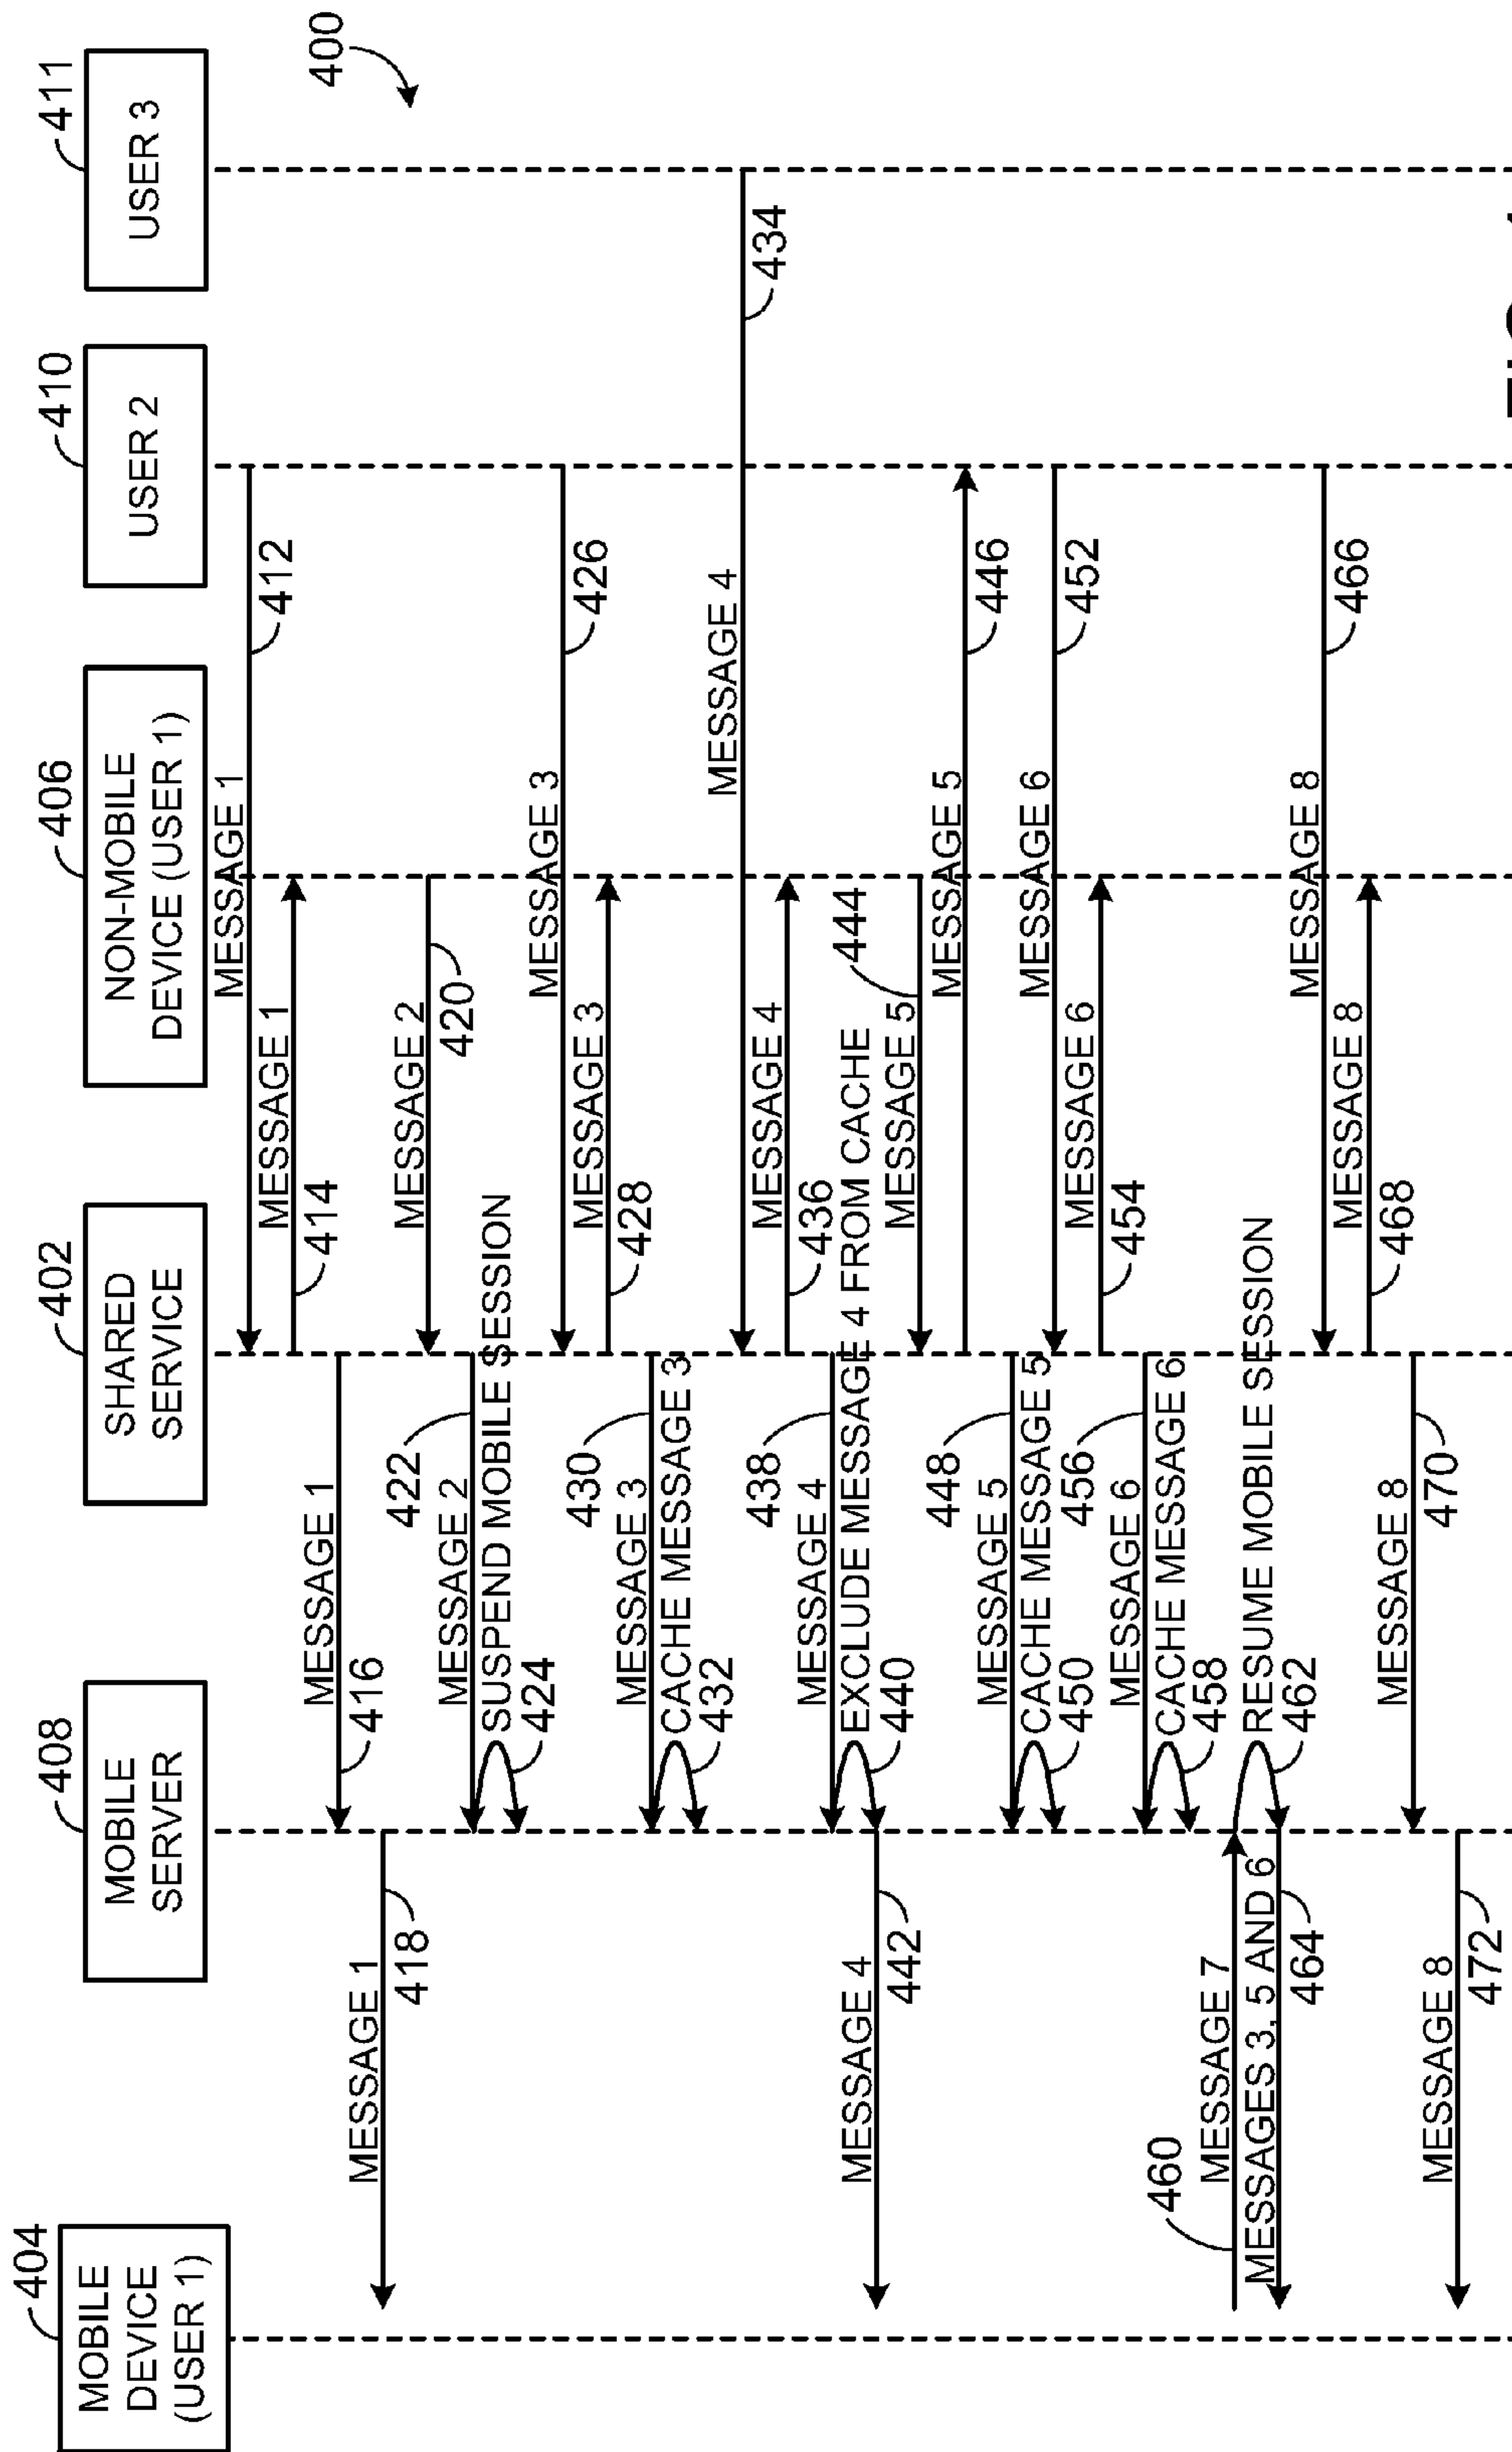 404
408
402
406
410
411
MOBILE
DEVICE
(USER 1)
MOBILE
SERVER
SHARED
SERVICE
NON-MOBILE
DEVICE (USER 1)
USER 2
USER 3
400
MESSAGE 1
412
MESSAGE 1
414
MESSAGE 1
416
MESSAGE 1
418
MESSAGE 2
420
MESSAGE 2
422
SUSPEND MOBILE SESSION
424
MESSAGE 3
426
MESSAGE 3
428
MESSAGE 3
430
CACHE MESSAGE 3
432
MESSAGE 4
434
MESSAGE 4
436
MESSAGE 4
438
EXCLUDE MESSAGE 4 FROM CACHE
440
MESSAGE 4
442
MESSAGE 5
444
MESSAGE 5
446
MESSAGE 5
448
CACHE MESSAGE 5
450
MESSAGE 6
452
MESSAGE 6
454
MESSAGE 6
456
CACHE MESSAGE 6
458
MESSAGE 7
460
RESUME MOBILE SESSION
462
MESSAGES 3, 5 AND 6
464
MESSAGE 8
466
MESSAGE 8
468
MESSAGE 8
470
MESSAGE 8
472